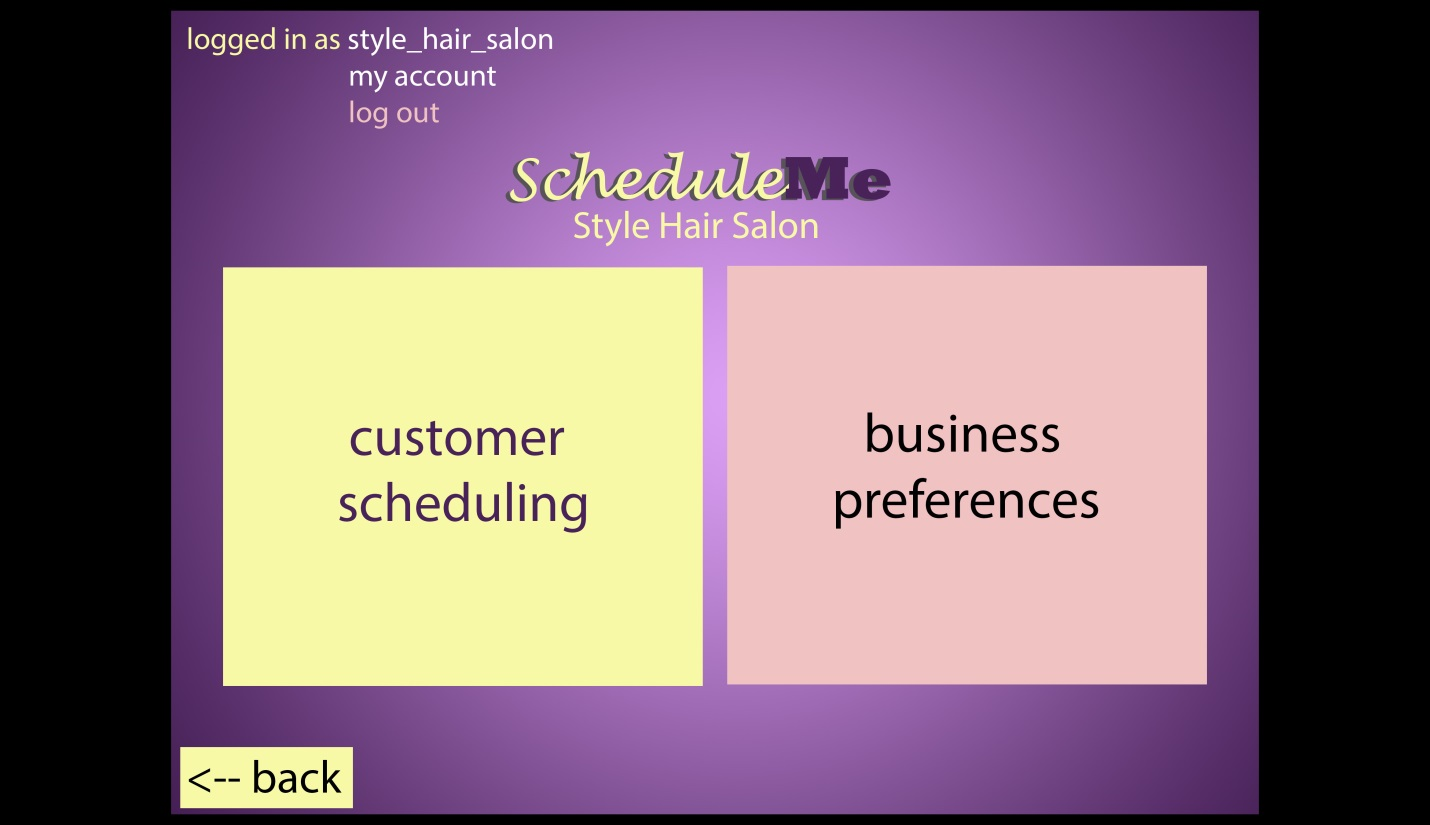 logged in as style_hair_salon
my account
log out
ScheduleMe
Style Hair Salon
customer
scheduling
business
preferences
<-- back